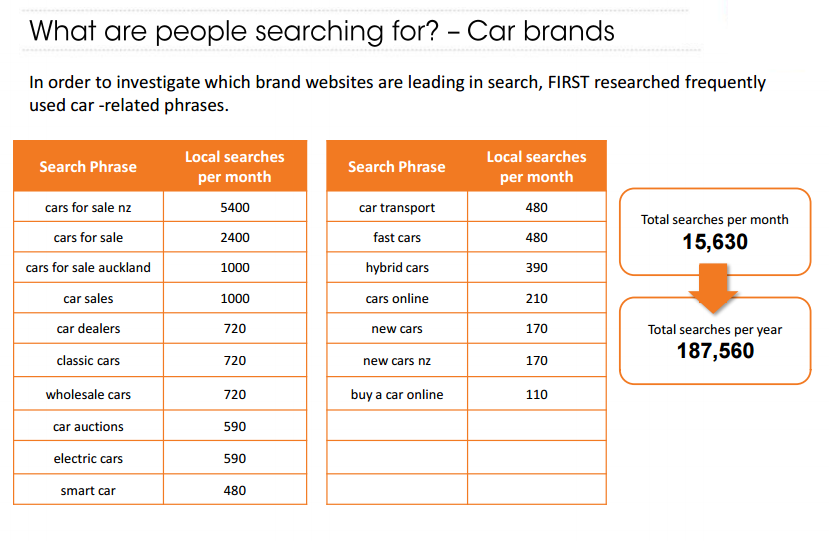 What are people searching for? – Car brands
In order to investigate which brand websites are leading in search, FIRST researched frequently
used car -related phrases.
Search Phrase Local searches per month
cars for sale nz 5400
cars for sale 2400
cars for sale auckland 1000
car sales 1000
car dealers 720
classic cars 720
wholesale cars 720
car auctions 590
electric cars 590
smart car 480
Search Phrase Local searches per month
car transport 480
fast cars 480
hybrid cars 390
cars online 210
new cars 170
new cars nz 170
buy a car online 110
Total searches per month
15,630
Total searches per year
187,560